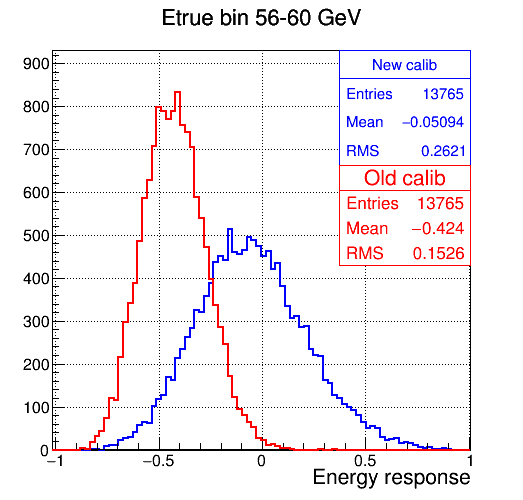 Etrue bin 56-60 GeV
New calib
Entries 13765
Mean −0.05094
RMS 0.2621
Old calib
Entries 13765
Mean −0.424
RMS 0.1526
900
800
700
600
500
400
300
200
100
0
−1 −0.5 0 0.5 1
Energy response